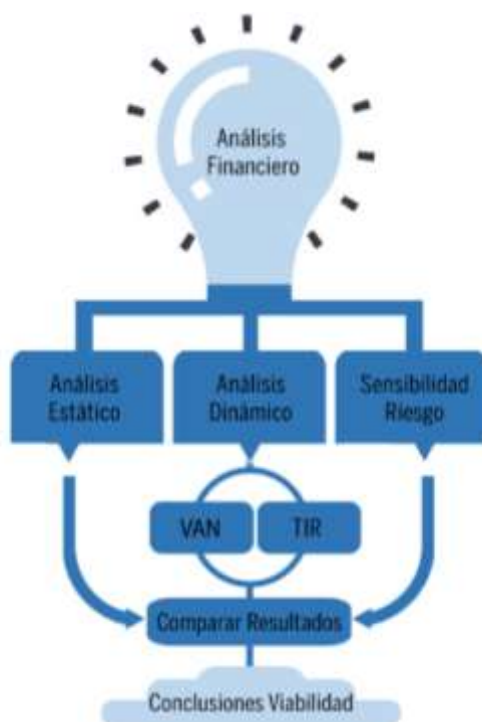 Análisis
Financiero
Análisis
Estático
Análisis
Dinámico
Sensibilidad
Riesgo
VAN
TIR
Comparar Resultados
Conclusiones Viabilidad